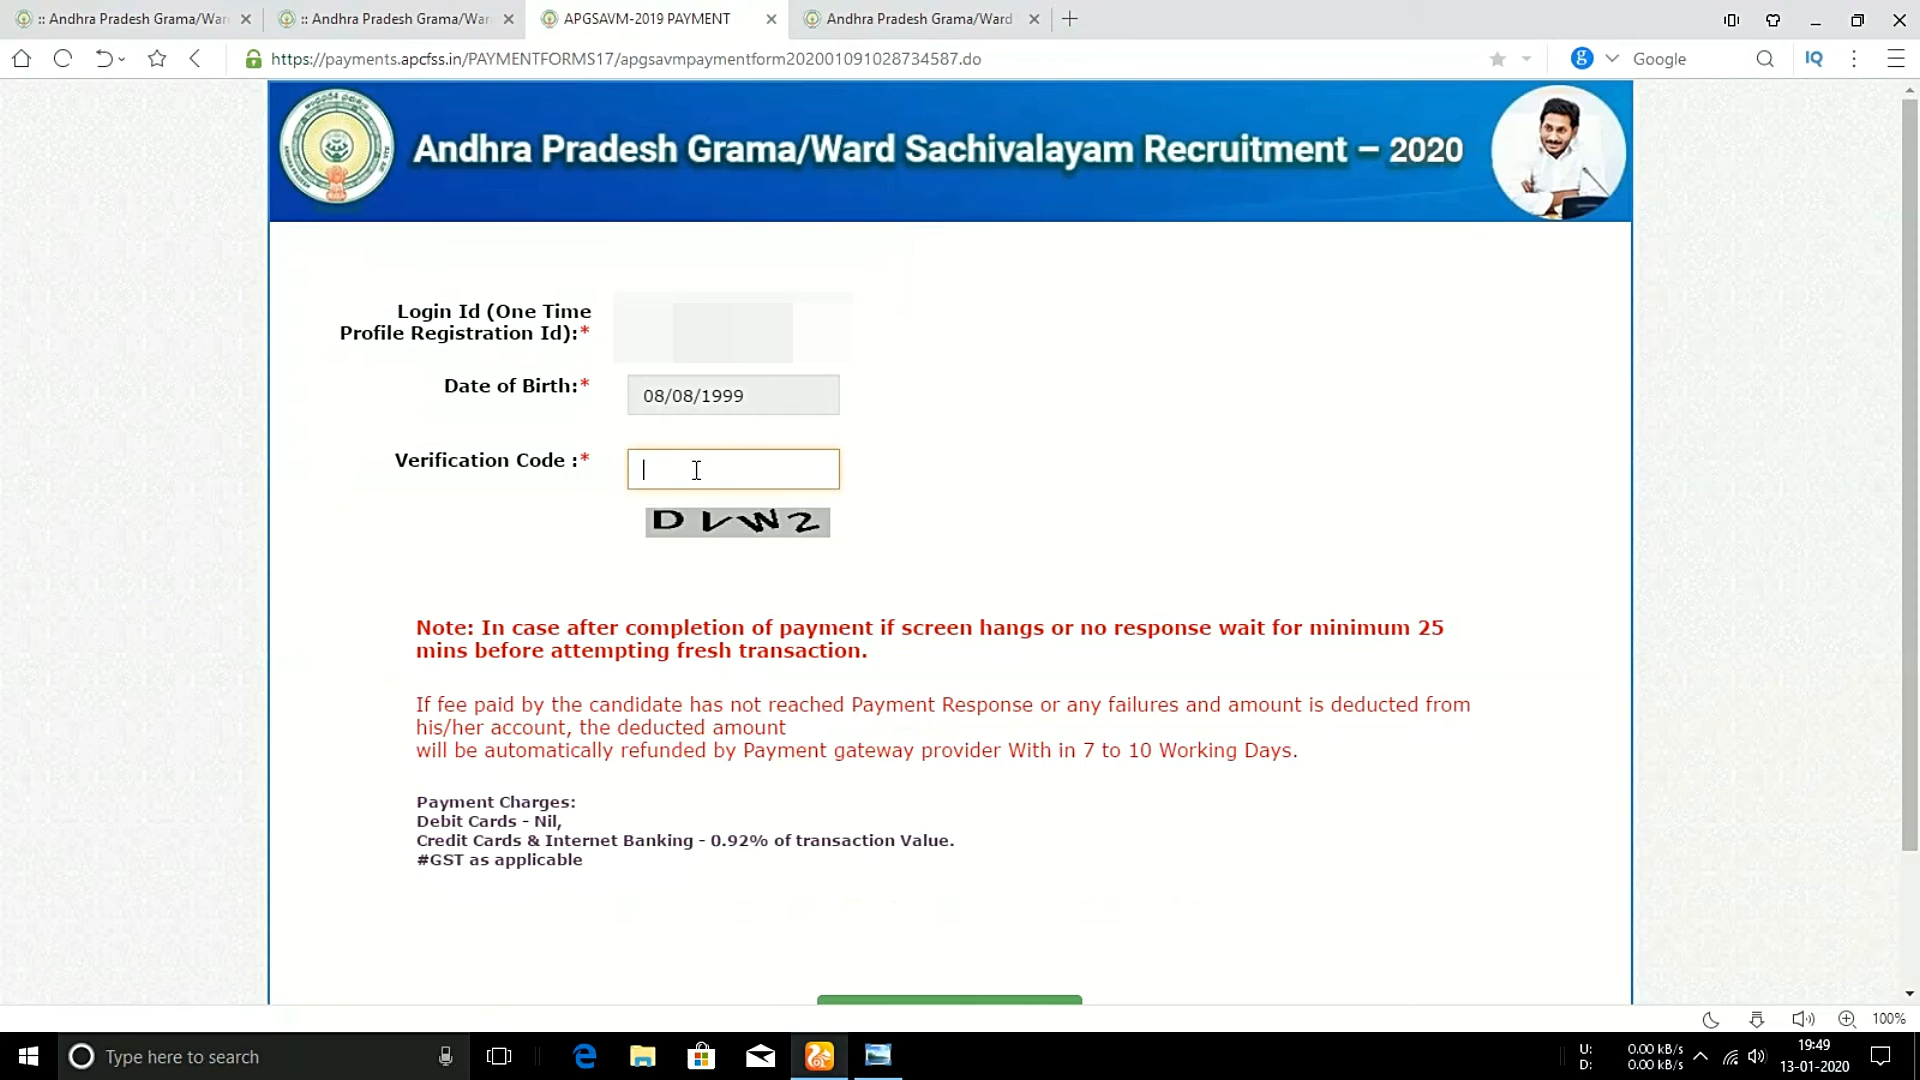 :: Andhra Pradesh Grama/War
:: Andhra Pradesh Grama/War
APGSAVM-2019 PAYMENT
Andhra Pradesh Grama/Ward
https://payments.apcfss.in/PAYMENTFORMS17/apgsavmpaymentform202001091028734587.do
g
Google
IQ
Andhra Pradesh Grama/Ward Sachivalayam Recruitment – 2020
Login Id (One Time
Profile Registration Id):*
Date of Birth:*
08/08/1999
Verification Code :*
Note: In case after completion of payment if screen hangs or no response wait for minimum 25
mins before attempting fresh transaction.
If fee paid by the candidate has not reached Payment Response or any failures and amount is deducted from
his/her account, the deducted amount
will be automatically refunded by Payment gateway provider With in 7 to 10 Working Days.
Payment Charges:
Debit Cards - Nil,
Credit Cards & Internet Banking - 0.92% of transaction Value.
#GST as applicable
100%
Type here to search
U: 0.00 kB/s
D: 0.00 kB/s
19:49
13-01-2020